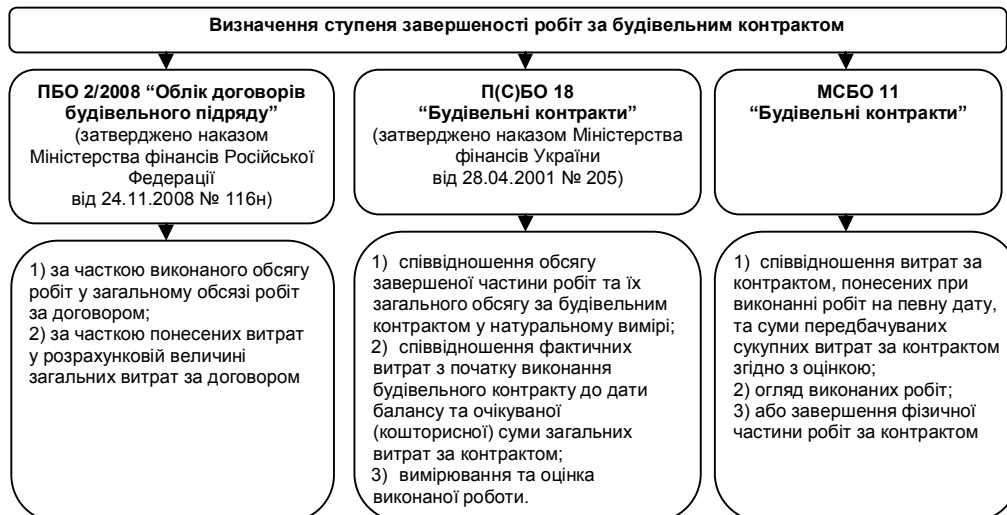 Визначення ступеня завершеності робіт за будівельним контрактом
ПБО 2/2008 “Облік договорів
будівельного підряду”
(затверджено наказом
Міністерства фінансів Російської
Федерації
від 24.11.2008 № 116н)
П(С)БО 18
“Будівельні контракти”
(затверджено наказом Міністерства
фінансів України
від 28.04.2001 № 205)
МСБО 11
“Будівельні контракти”
1) за часткою виконаного обсягу
робіт у загальному обсязі робіт
за договором;
2) за часткою понесених витрат
у розрахунковій величині
загальних витрат за договором
1) співвідношення обсягу
завершеної частини робіт та їх
загального обсягу за будівельним
контрактом у натуральному вимірі;
2) співвідношення фактичних
витрат з початку виконання
будівельного контракту до дати
балансу та очікуваної
(кошторисної) суми загальних
витрат за контрактом;
3) вимірювання та оцінка
виконаної роботи.
1) співвідношення витрат за
контрактом, понесених при
виконанні робіт на певну дату,
та суми передбачуваних
сукупних витрат за контрактом
згідно з оцінкою;
2) огляд виконаних робіт;
3) або завершення фізичної
частини робіт за контрактом